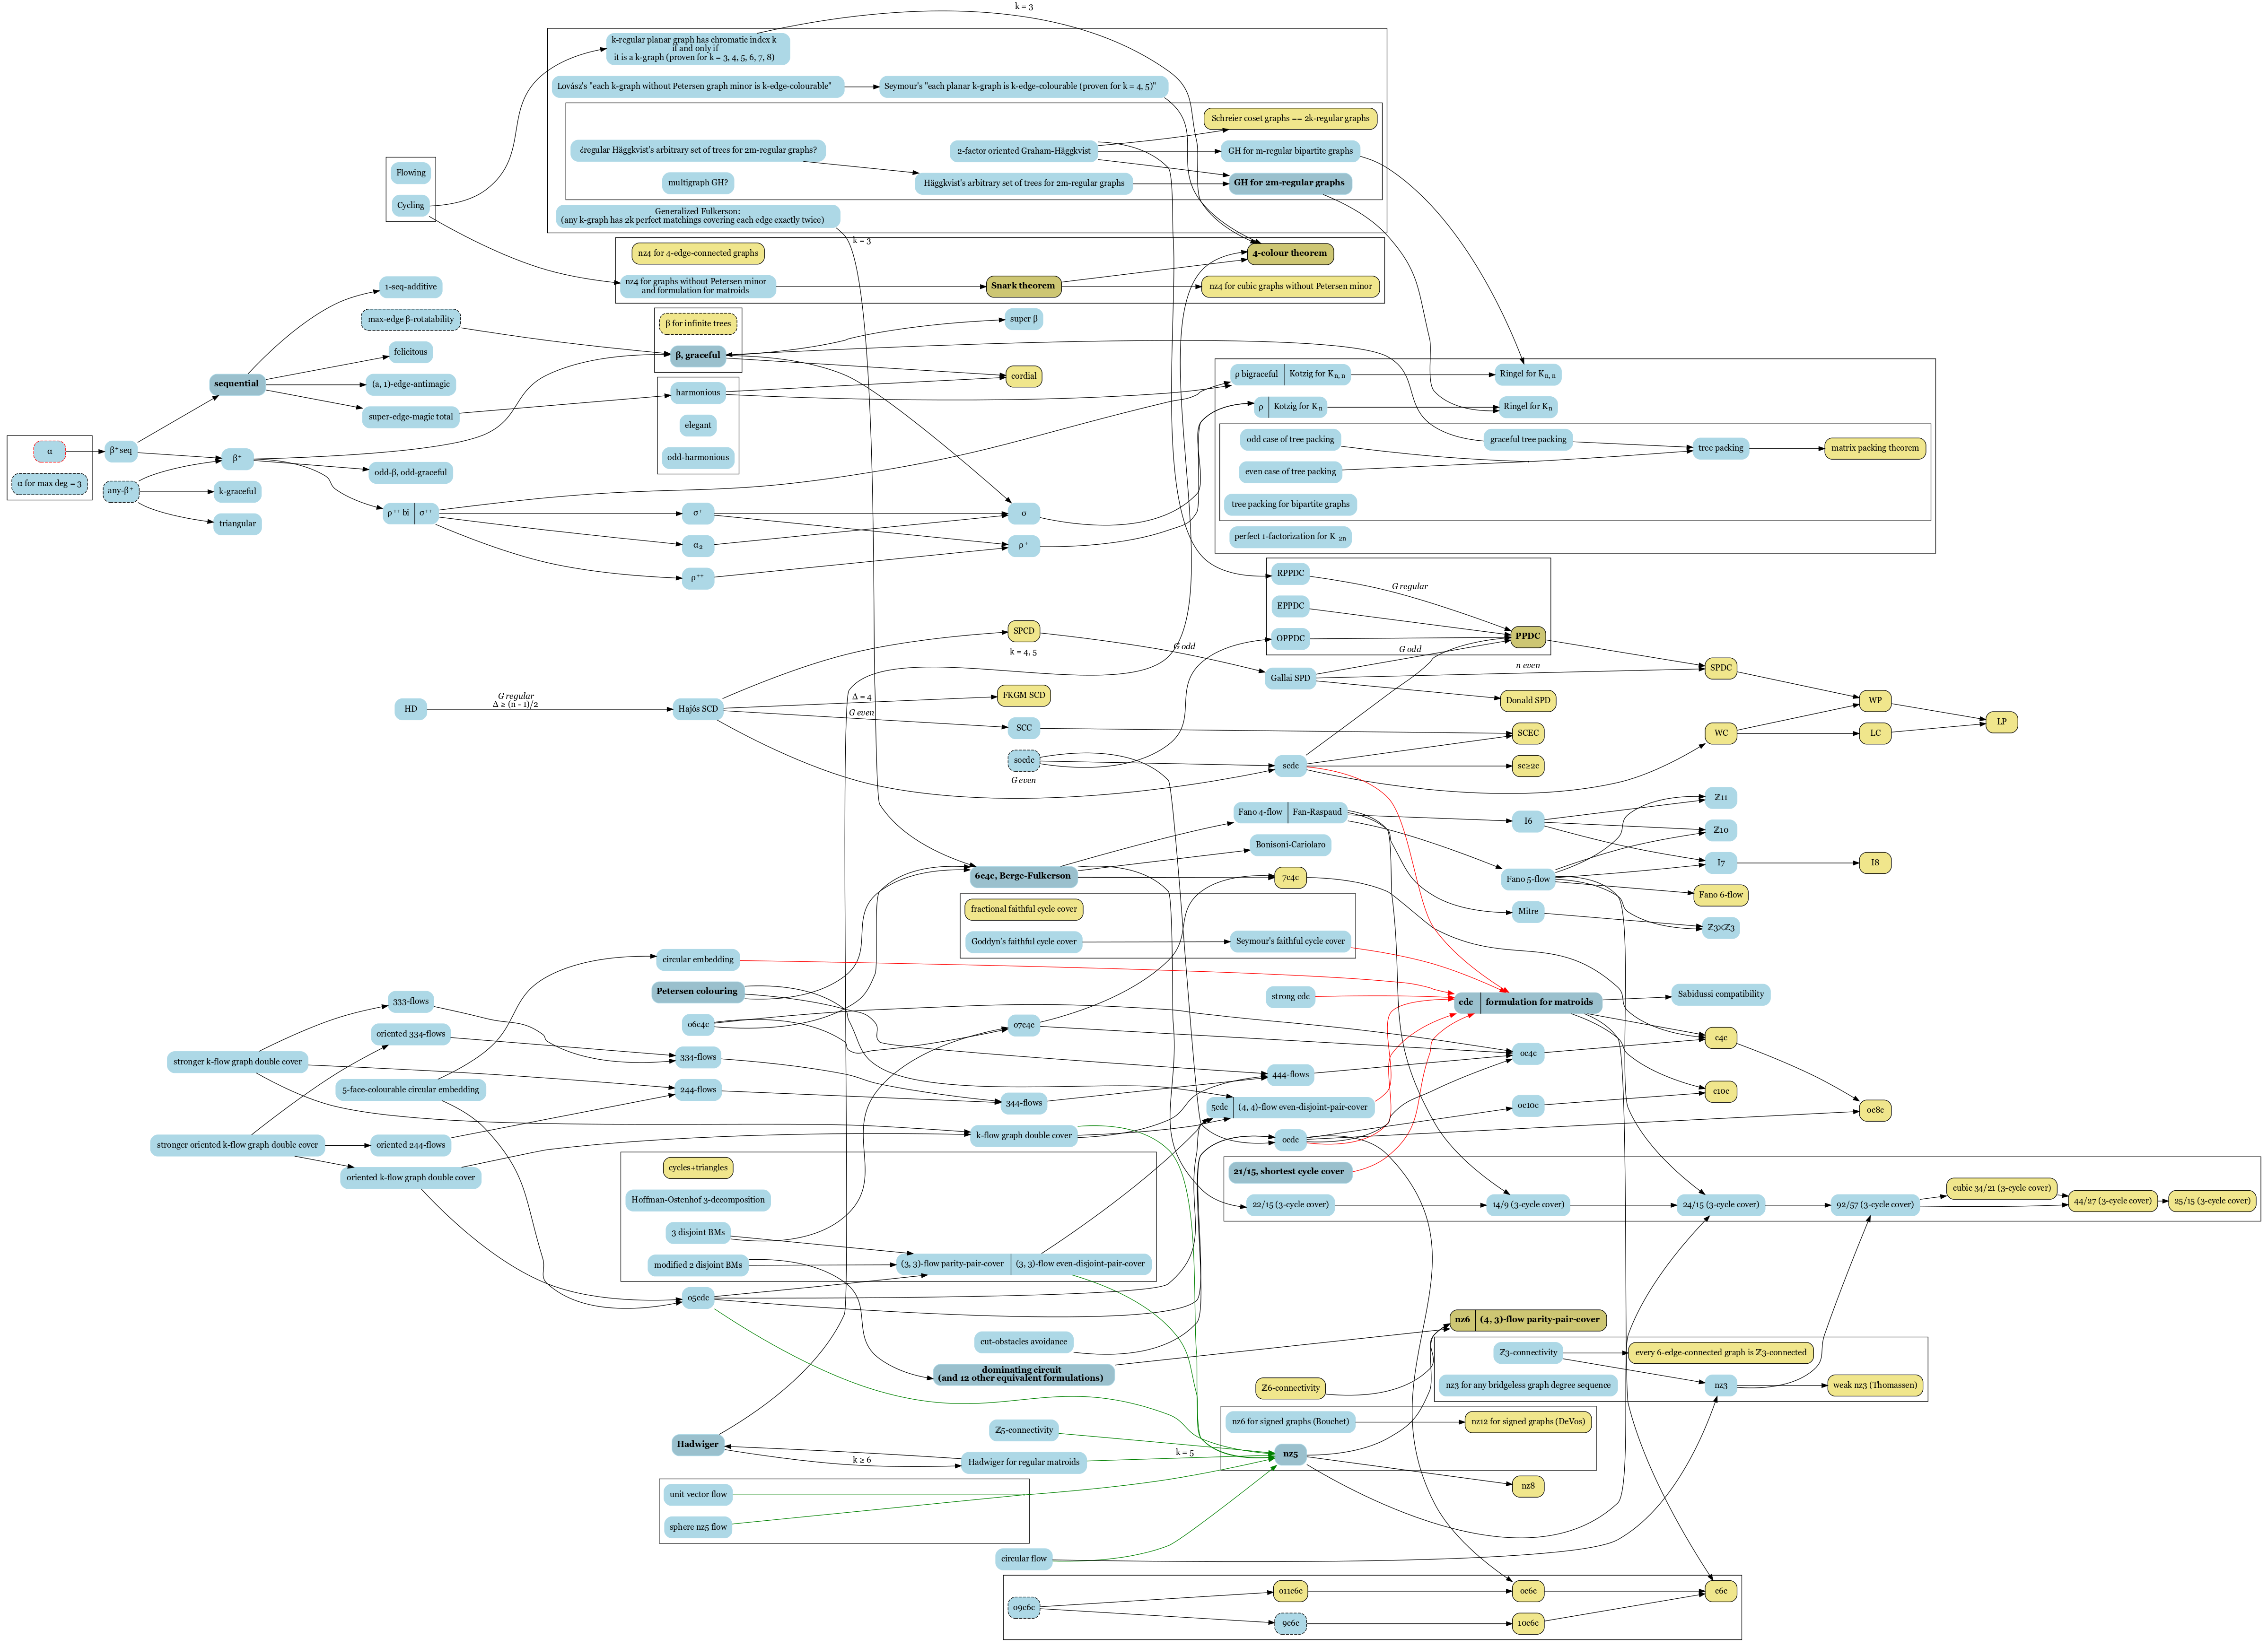 k = 3
k-regular planar graph has chromatic index k
if and only if
it is a k-graph (proven for k = 3, 4, 5, 6, 7, 8)
Lovász's "each k-graph without Petersen graph minor is k-edge-colourable"
Seymour's "each planar k-graph is k-edge-colourable (proven for k = 4, 5)"
Schreier coset graphs == 2k-regular graphs
¿regular Häggkvist's arbitrary set of trees for 2m-regular graphs?
2-factor oriented Graham-Häggkvist
GH for m-regular bipartite graphs
multigraph GH?
Häggkvist's arbitrary set of trees for 2m-regular graphs
GH for 2m-regular graphs
Generalized Fulkerson:
(any k-graph has 2k perfect matchings covering each edge exactly twice)
Flowing
Cycling
k = 3
nz4 for 4-edge-connected graphs
4-colour theorem
nz4 for graphs without Petersen minor
and formulation for matroids
Snark theorem
nz4 for cubic graphs without Petersen minor
1-seq-additive
max-edge β-rotatability
felicitous
sequential
(a, 1)-edge-antimagic
super-edge-magic total
β for infinite trees
β, graceful
super β
cordial
harmonious
elegant
odd-harmonious
ρ bigraceful
Kotzig for K n, n
Ringel for K n, n
ρ
Kotzig for K n
Ringel for K n
odd case of tree packing
graceful tree packing
tree packing
matrix packing theorem
even case of tree packing
tree packing for bipartite graphs
perfect 1-factorization for K 2n
α
α for max deg = 3
β⁺seq
any-β⁺
β⁺
odd-β, odd-graceful
k-graceful
triangular
ρ⁺⁺ bi
σ⁺⁺
σ⁺
α₂
ρ⁺⁺
σ
ρ⁺
RPPDC
G regular
EPPDC
OPPDC
PPDC
SPCD
k = 4, 5
G odd
Gallai SPD
G odd
n even
SPDC
Donald SPD
HD
G regular
Δ ≥ (n - 1)/2
Hajós SCD
Δ = 4
FKGM SCD
G even
SCC
SCEC
socdc
G even
scdc
sc≥2c
WC
WP
LC
LP
Fano 4-flow
Fan-Raspaud
Bonisoni-Cariolaro
6c4c, Berge-Fulkerson
7c4c
I6
Z11
Z10
I7
I8
Fano 5-flow
Fano 6-flow
Mitre
Z3×Z3
fractional faithful cycle cover
Goddyn's faithful cycle cover
Seymour's faithful cycle cover
circular embedding
Petersen colouring
strong cdc
cdc
formulation for matroids
Sabidussi compatibility
333-flows
oriented 334-flows
o6c4c
o7c4c
stronger k-flow graph double cover
334-flows
oc4c
c4c
5-face-colourable circular embedding
244-flows
444-flows
344-flows
5cdc
(4, 4)-flow even-disjoint-pair-cover
oc10c
c10c
oc8c
stronger oriented k-flow graph double cover
oriented 244-flows
k-flow graph double cover
ocdc
oriented k-flow graph double cover
cycles+triangles
Hoffman-Ostenhof 3-decomposition
3 disjoint BMs
modified 2 disjoint BMs
(3, 3)-flow parity-pair-cover
(3, 3)-flow even-disjoint-pair-cover
21/15, shortest cycle cover
22/15 (3-cycle cover)
14/9 (3-cycle cover)
24/15 (3-cycle cover)
92/57 (3-cycle cover)
cubic 34/21 (3-cycle cover)
44/27 (3-cycle cover)
25/15 (3-cycle cover)
o5cdc
cut-obstacles avoidance
dominating circuit
(and 12 other equivalent formulations)
nz6
(4, 3)-flow parity-pair-cover
Z3-connectivity
every 6-edge-connected graph is Z3-connected
nz3 for any bridgeless graph degree sequence
nz3
weak nz3 (Thomassen)
Z6-connectivity
nz6 for signed graphs (Bouchet)
nz12 for signed graphs (DeVos)
Z5-connectivity
nz5
Hadwiger
k ≥ 6
Hadwiger for regular matroids
k = 5
nz8
unit vector flow
sphere nz5 flow
circular flow
o9c6c
o11c6c
9c6c
oc6c
10c6c
c6c